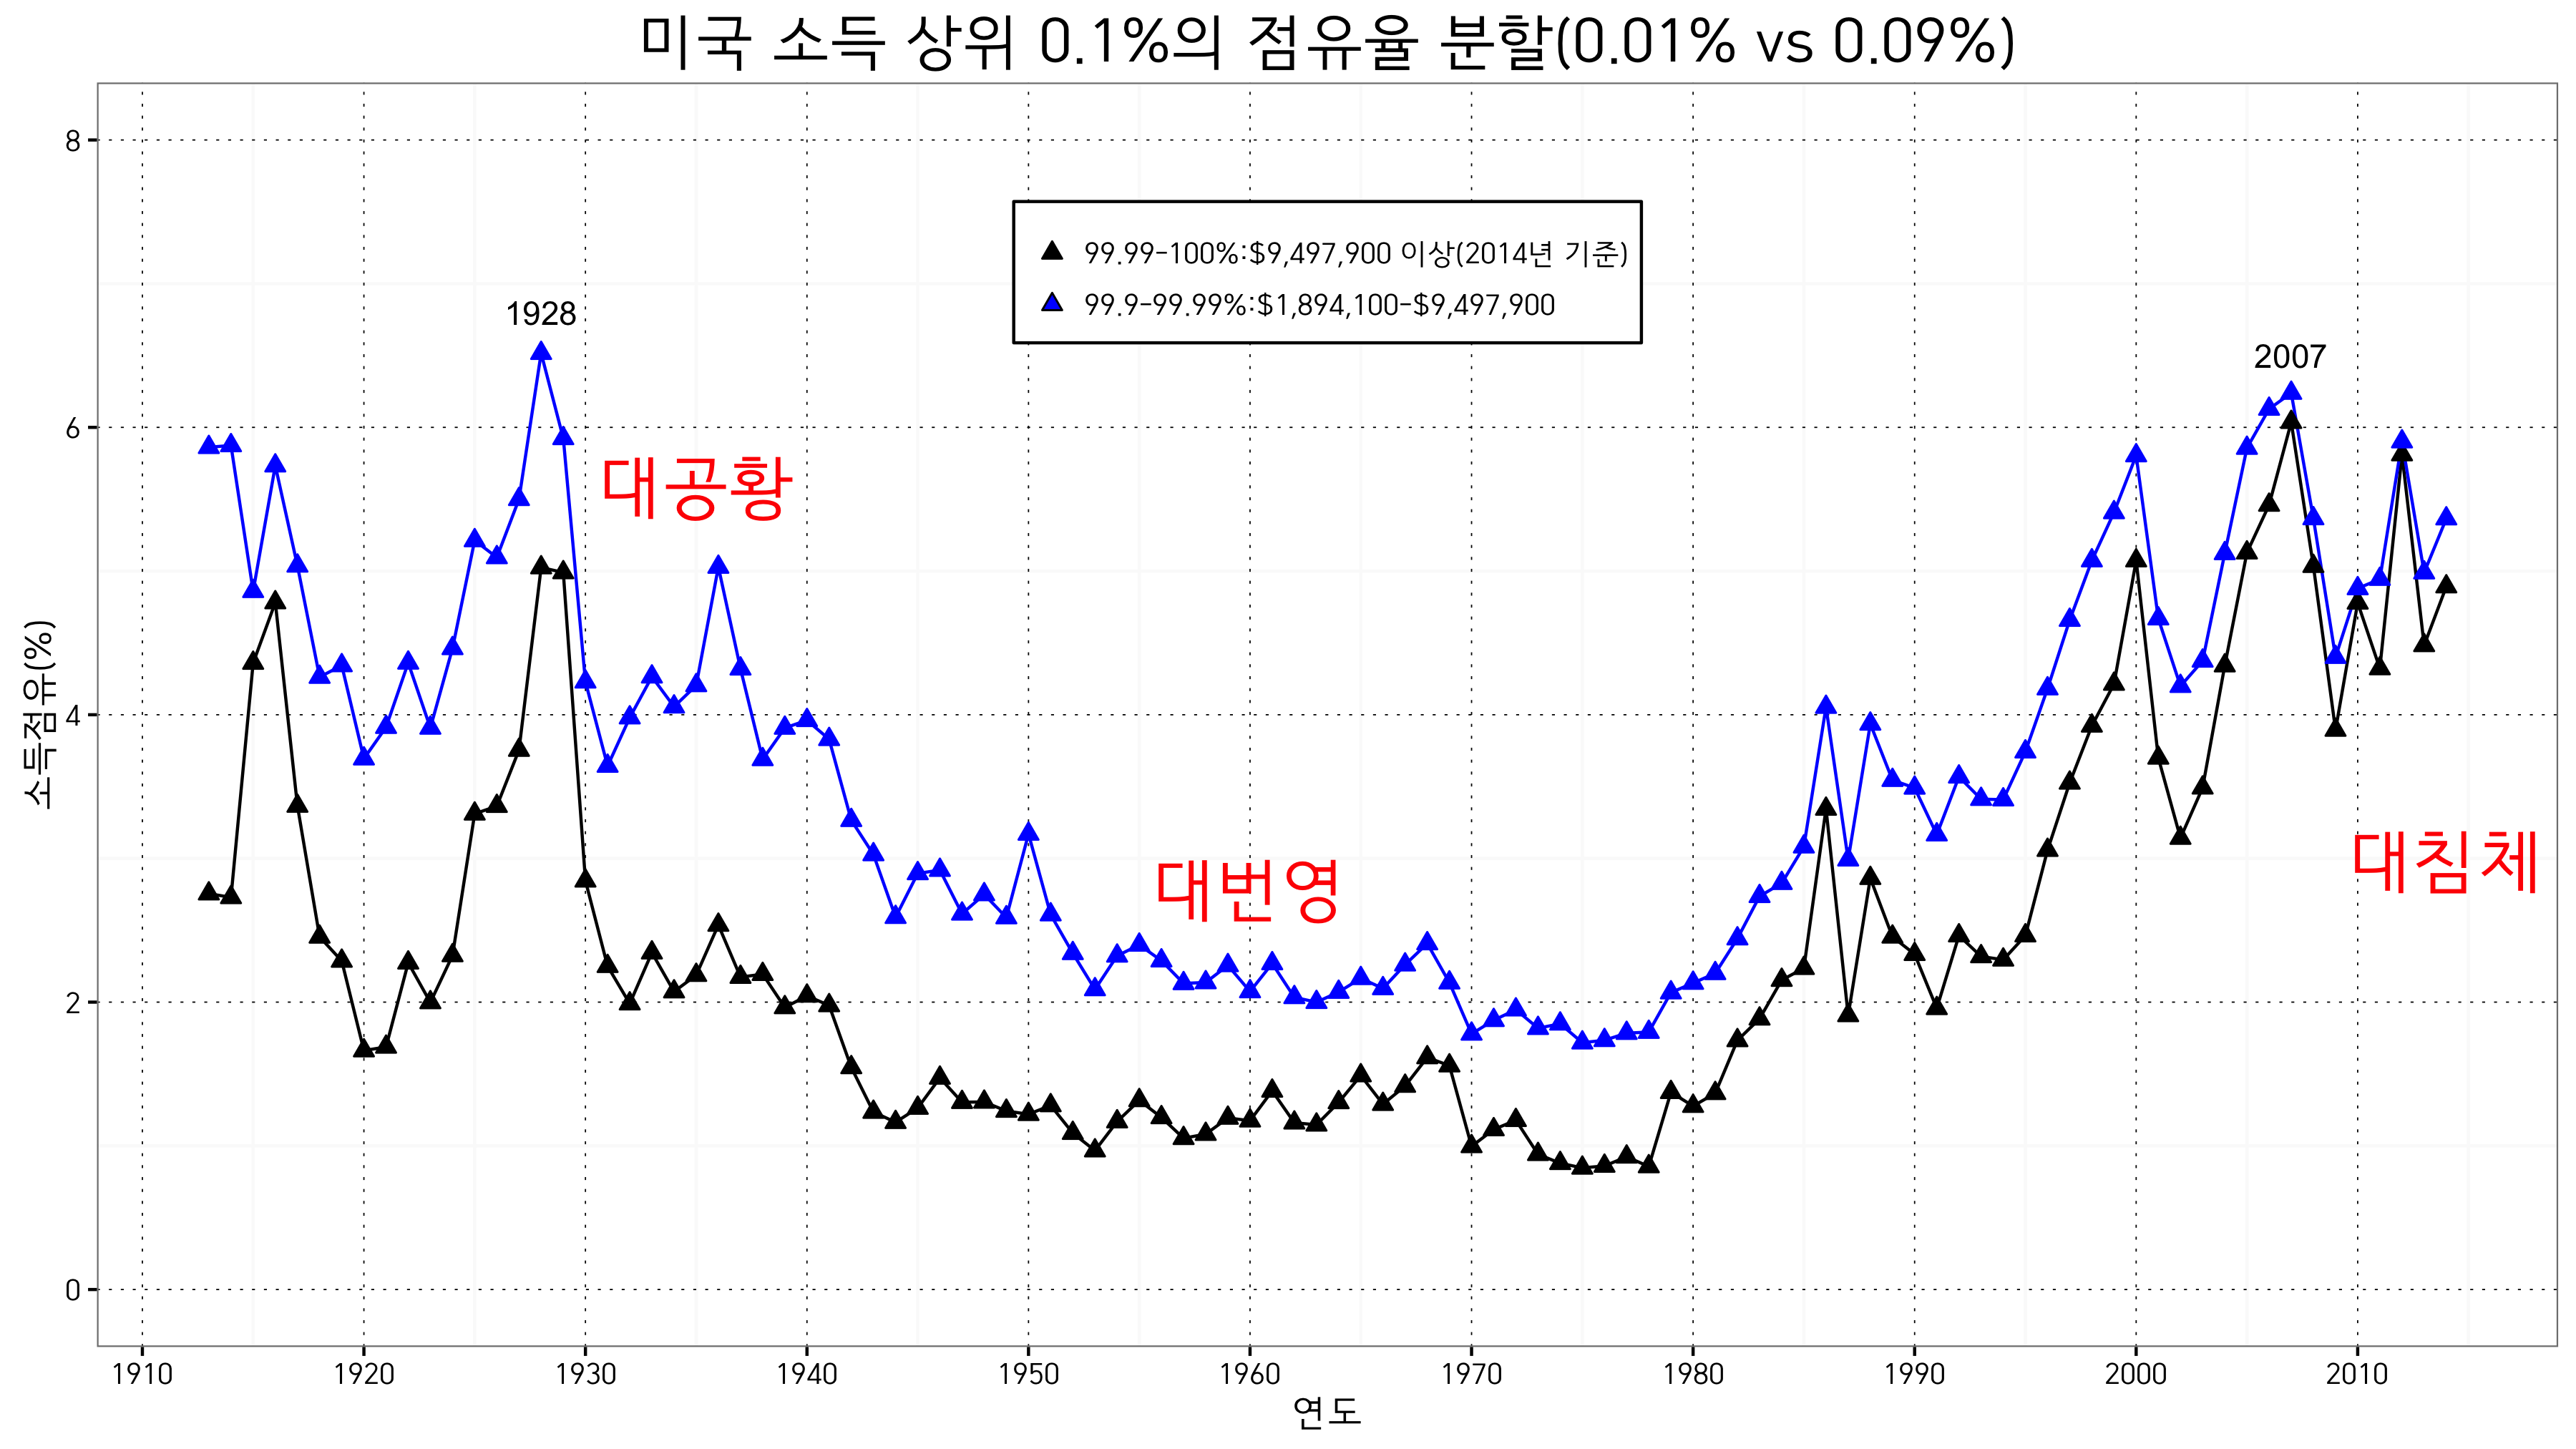 미국 소득 상위 0.1%의 점유율 분할(0.01% vs 0.09%)
8
6
4
2
0
소득점유(%)
99.99-100%:$9,497,900 이상(2014년 기준)
99.9-99.99%:$1,894,100-$9,497,900
1928
2007
대공황
대번영
대침체
1910 1920 1930 1940 1950 1960 1970 1980 1990 2000 2010
연도